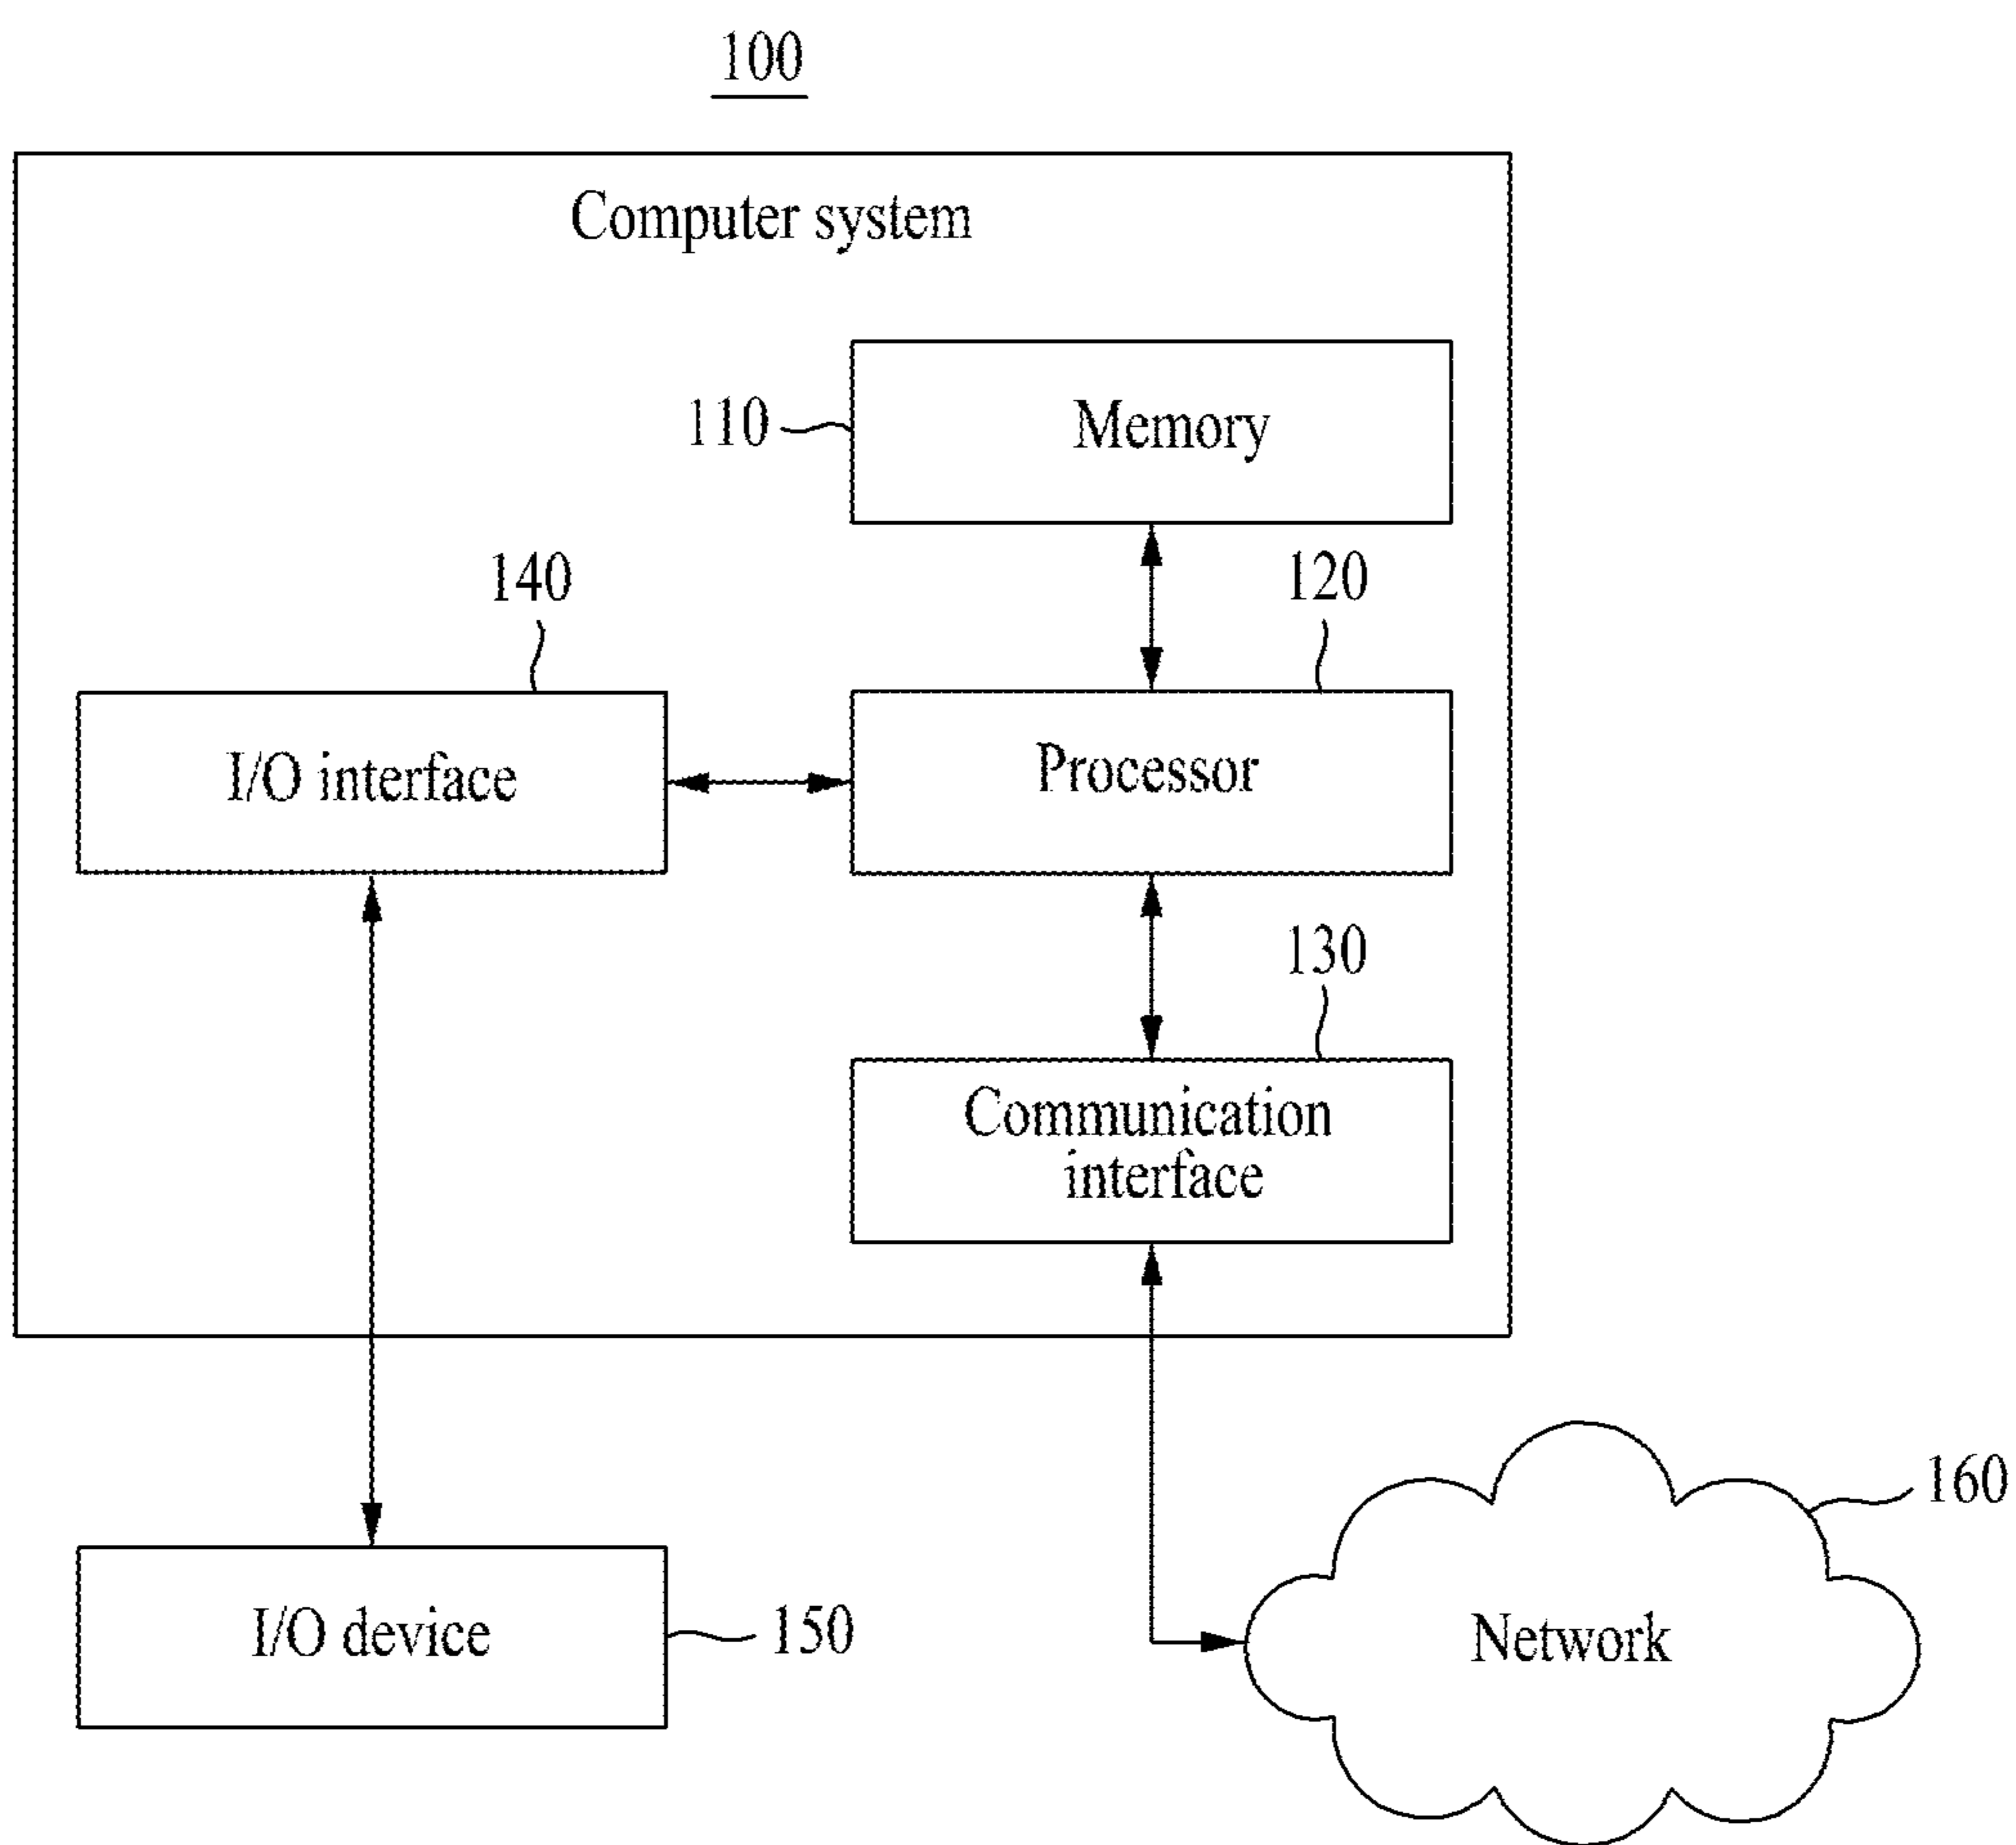 100
Computer system
110
Memory
140
120
I/O interface
Processor
130
Communication
interface
160
I/O device
150
Network